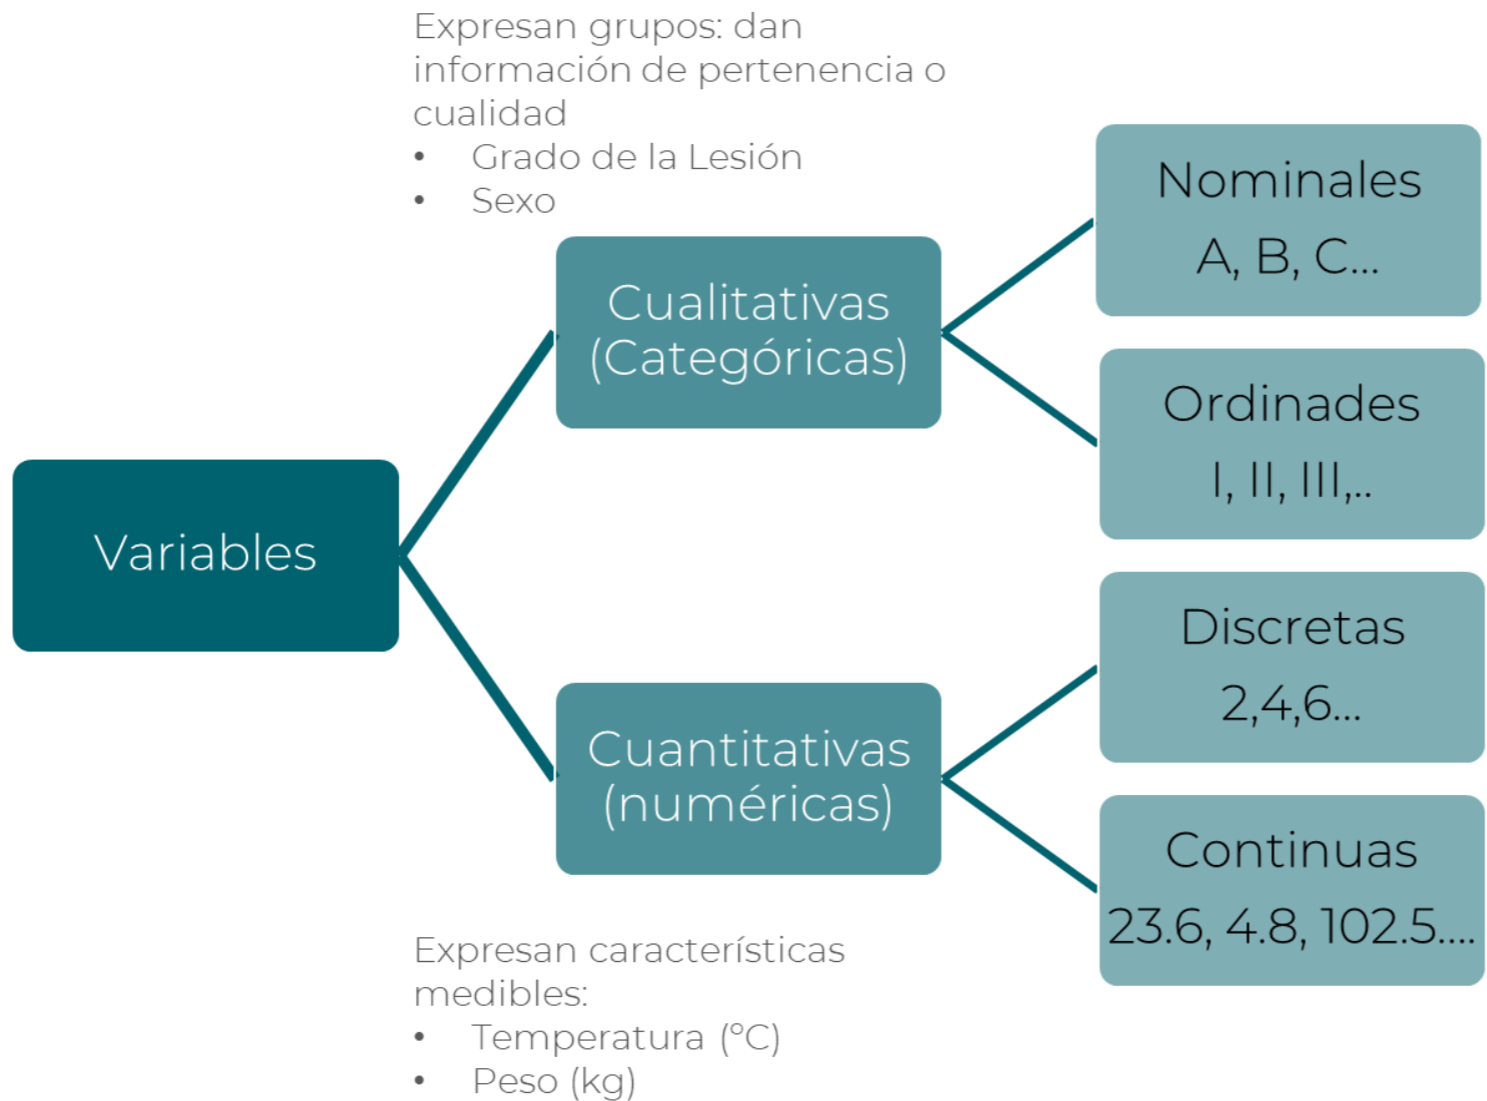 Expresan grupos: dan
información de pertenencia o
cualidad
• Grado de la Lesión
• Sexo
Nominales
A, B, C...
Cualitativas
(Categóricas)
Ordinades
I, II, III,..
Variables
Discretas
2,4,6...
Cuantitativas
(numéricas)
Continuas
23.6, 4.8, 102.5....
Expresan características
medibles:
• Temperatura (ºC)
• Peso (kg)